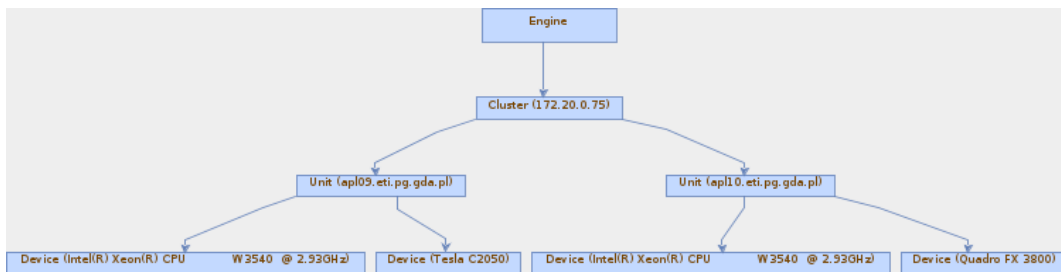 Engine
Cluster (172.20.0.75)
Unit (apl09.eti.pg.gda.pl)
Unit (apl10.eti.pg.gda.pl)
Device (Intel(R) Xeon(R) CPU W3540 @ 2.93GHz)
Device (Tesla C2050)
Device (Intel(R) Xeon(R) CPU W3540 @ 2.93GHz)
Device (Quadro FX 3800)